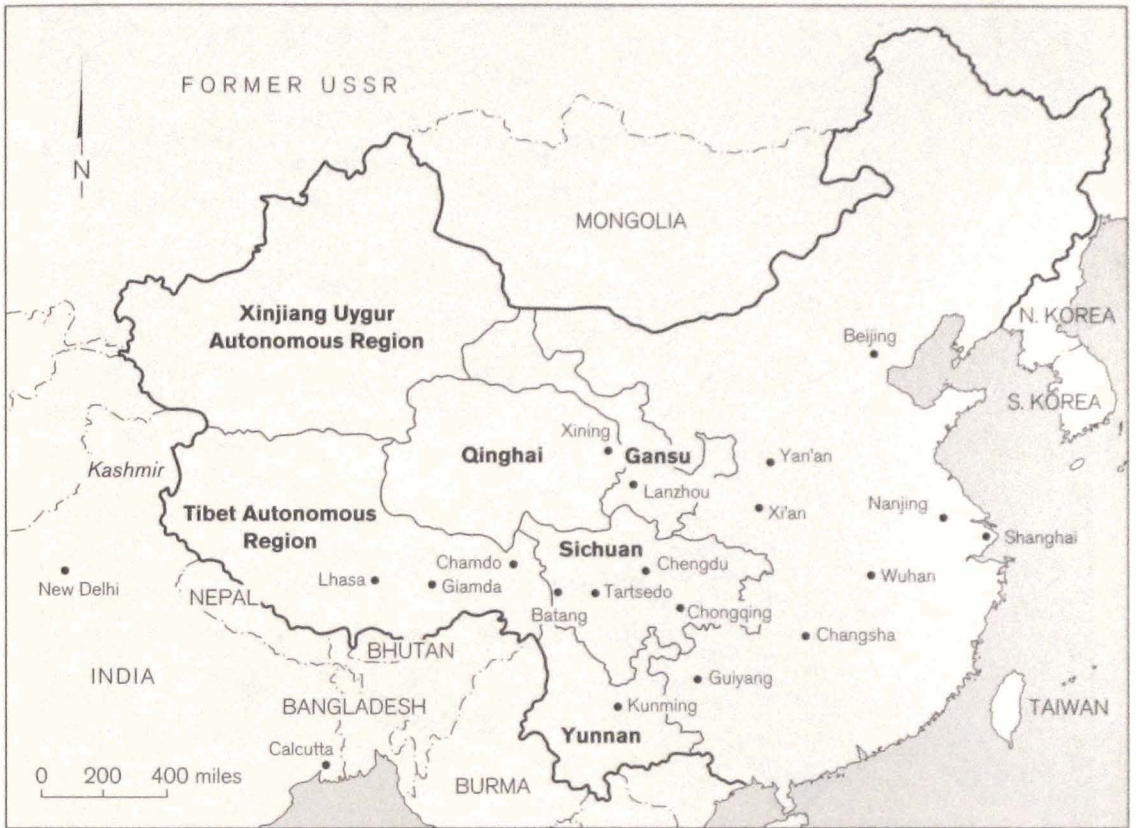 FORMER USSR
N
MONGOLIA
Xinjiang Uygur
Autonomous Region
Beijing
N. KOREA
S. KOREA
Xining
Qinghai
Gansu
Yan'an
Kashmir
Lanzhou
Tibet Autonomous
Region
Xi'an
Nanjing
Shanghai
Sichuan
Chamdo
Chengdu
Lhasa
Giamda
Wuhan
New Delhi
NEPAL
Batang
Tartsedo
Chongqing
Changsha
BHUTAN
INDIA
Guiyang
BANGLADESH
Kunming
TAIWAN
Yunnan
Calcutta
0 200 400 miles
BURMA